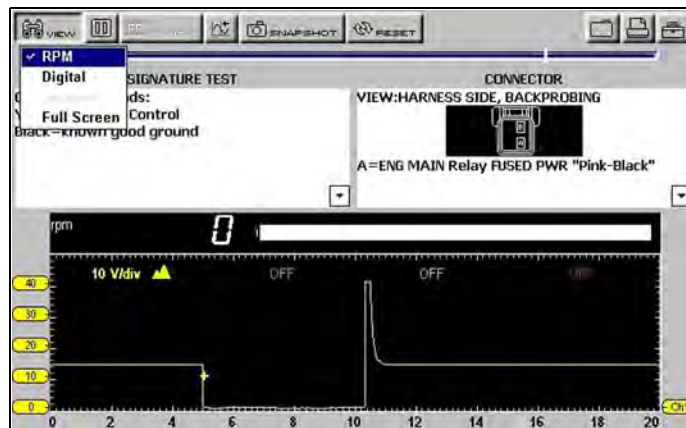 VIEW
SNAPSHOT
RESET
RPM
Digital
Full Screen
SIGNATURE TEST
ds:
Control
Black=known good ground
CONNECTOR
VIEW:HARNESS SIDE, BACKPROBING
B
A
A=ENG MAIN Relay FUSED PWR "Pink-Black"
rpm
0
10 V/div
OFF
OFF
OFF
40
30
20
10
0
0 2 4 6 8 10 12 14 16 18 20
Ch1